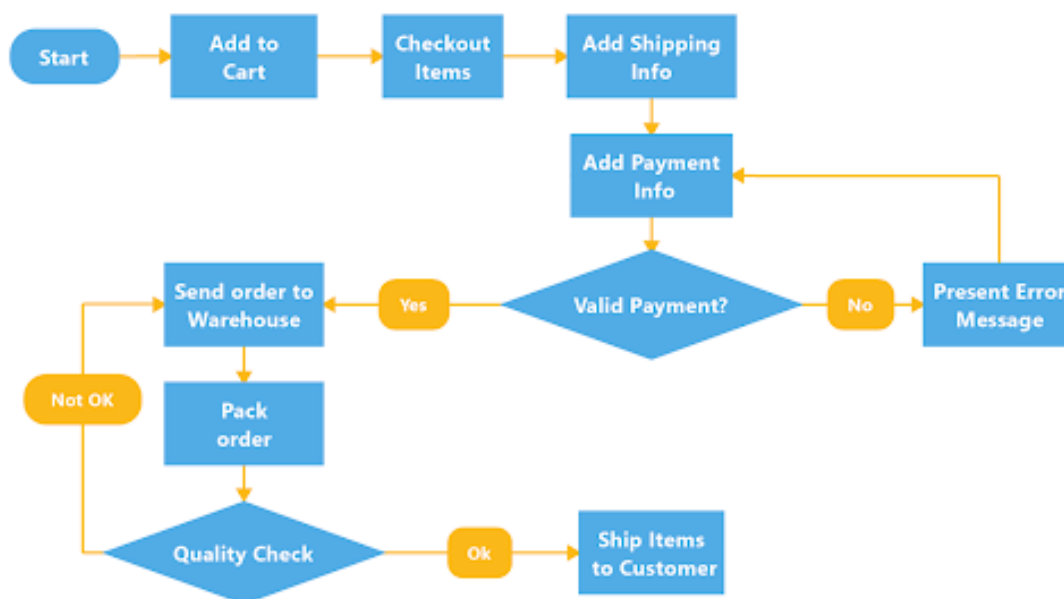 Start
Add to
Cart
Checkout
Items
Add Shipping
Info
Add Payment
Info
Valid Payment?
Yes
No
Present Error
Message
Send order to
Warehouse
Not OK
Pack
order
Quality Check
Ok
Ship Items
to Customer